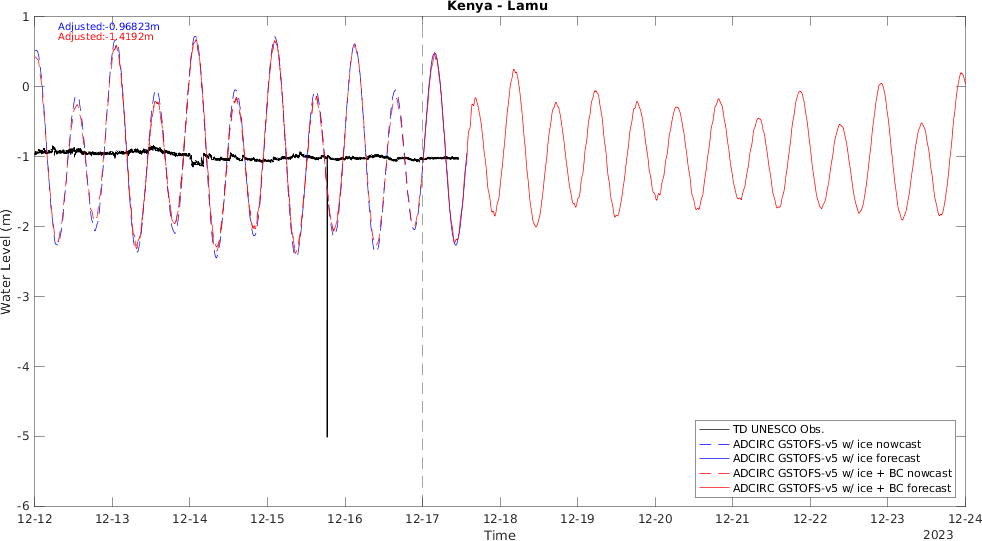 Kenya - Lamu
Adjusted:-0.96823m
Adjusted:-1.4192m
1
0
-1
-2
-3
-4
-5
-6
Water Level (m)
TD UNESCO Obs.
ADCIRC GSTOFS-v5 w/ ice nowcast
ADCIRC GSTOFS-v5 w/ ice forecast
ADCIRC GSTOFS-v5 w/ ice + BC nowcast
ADCIRC GSTOFS-v5 w/ ice + BC forecast
12-12 12-13 12-14 12-15 12-16 12-17 12-18 12-19 12-20 12-21 12-22 12-23 12-24
Time
2023